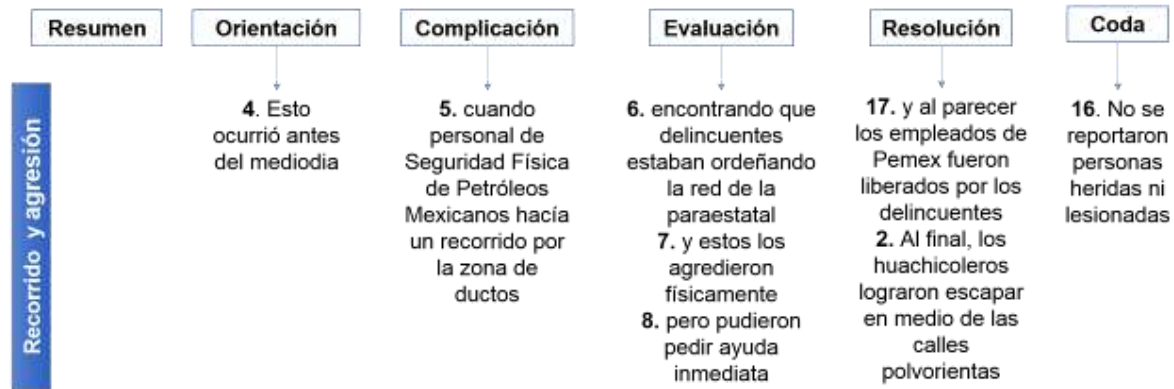 Resumen
Orientación
Complicación
Evaluación
Resolución
Coda
Recorrido y agresión
4. Esto
ocurrió antes
del mediodia
5. cuando
personal de
Seguridad Física
de Petróleos
Mexicanos hacía
un recorrido por
la zona de
ductos
6. encontrando que
delincuentes
estaban ordeñando
la red de la
paraestatal
7. y estos los
agredieron
físicamente
8. pero pudieron
pedir ayuda
inmediata
17. y al parecer
los empleados de
Pemex fueron
liberados por los
delincuentes
2. Al final, los
huachicoleros
lograron escapar
en medio de las
calles
polvorientas
16. No se
reportaron
personas
heridas ni
lesionadas